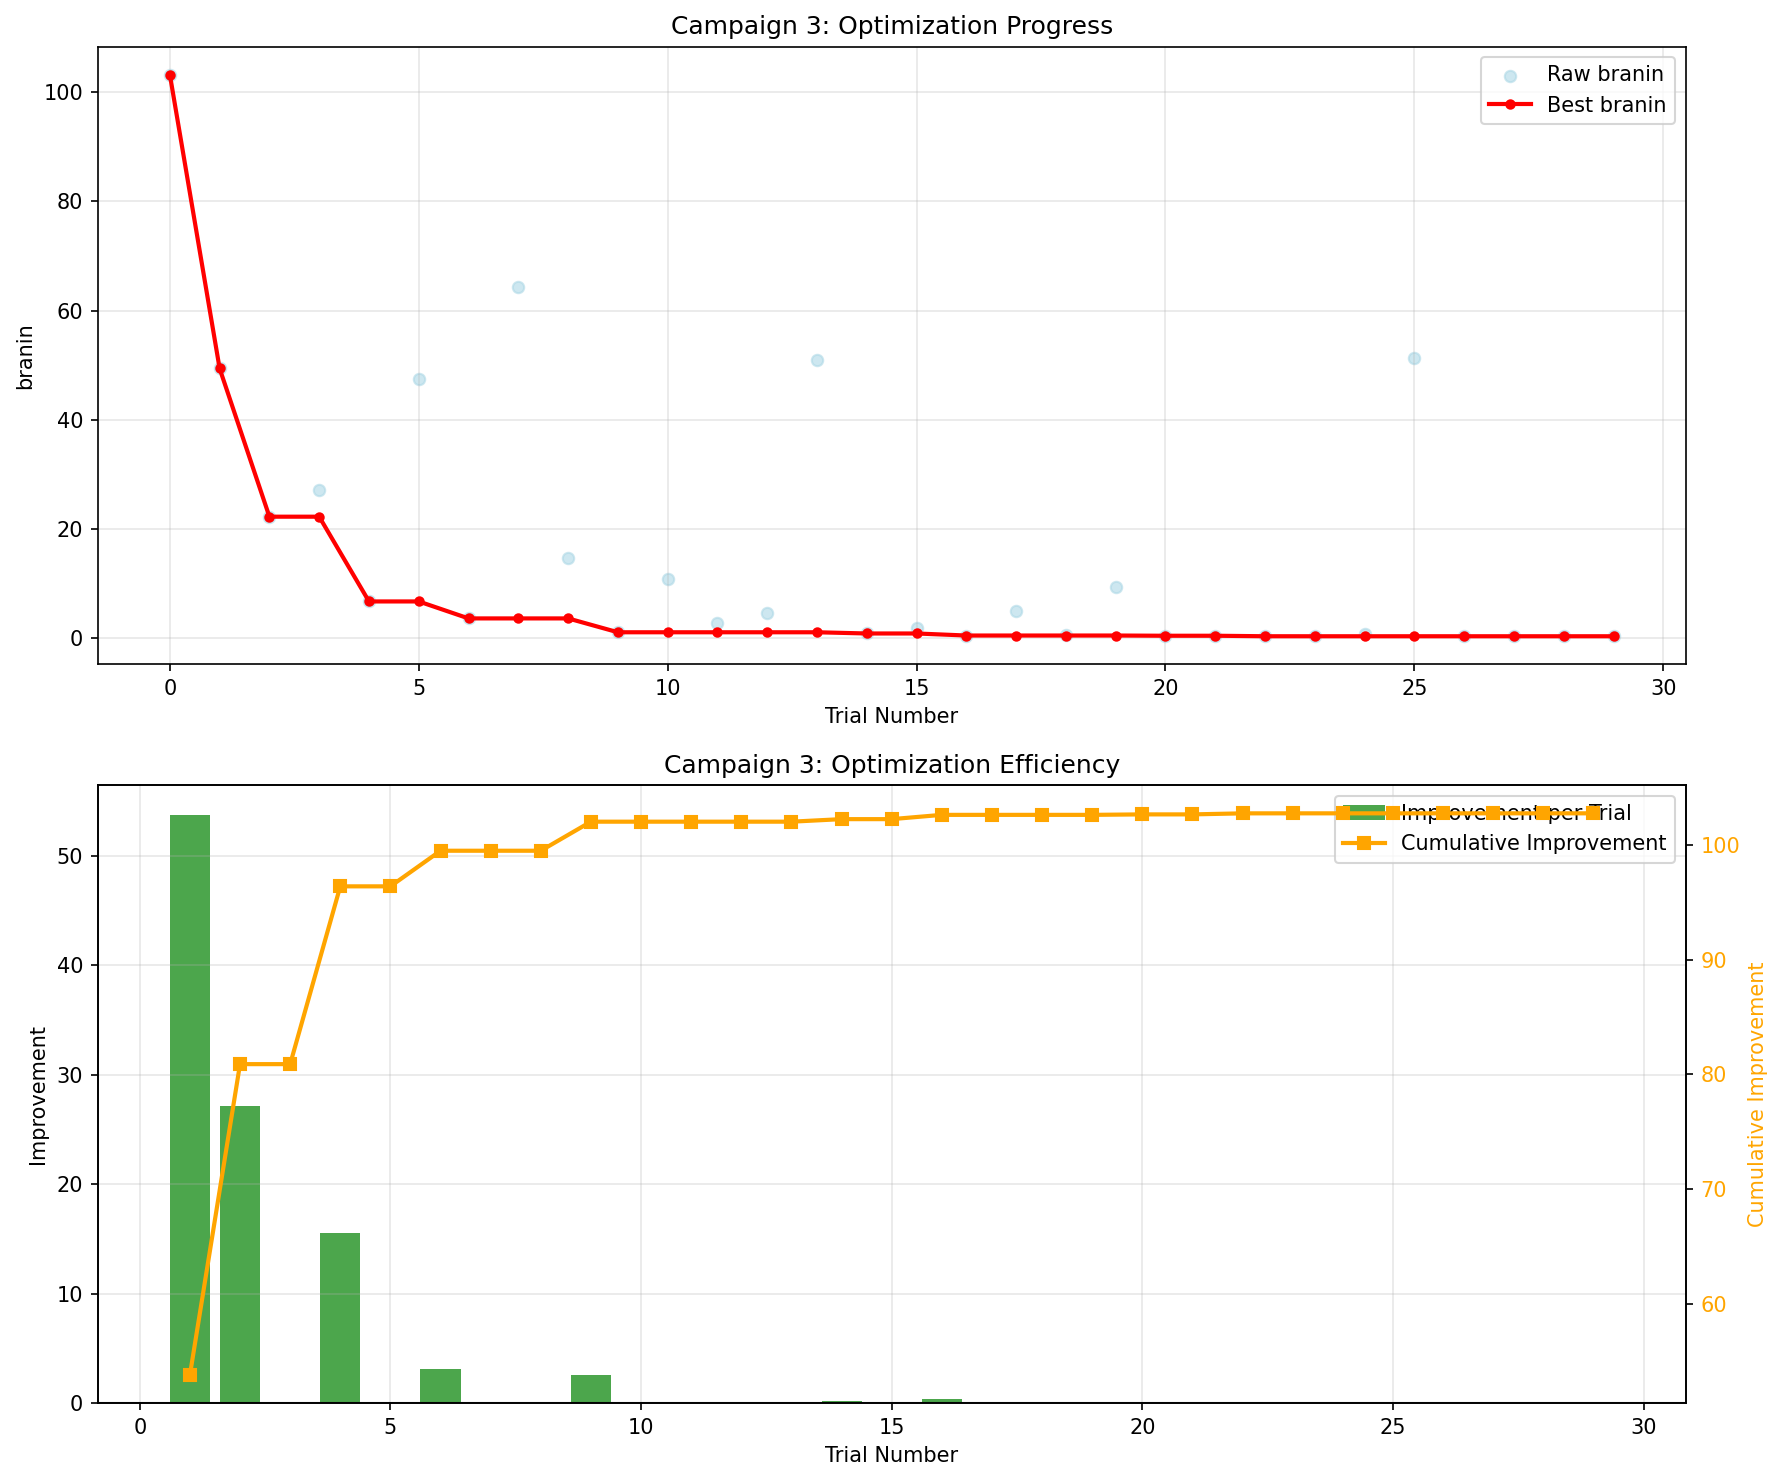 Campaign 3: Optimization Progress
Raw branin
Best branin
100
80
60
40
20
0
branin
0 5 10 15 20 25 30
Trial Number
Campaign 3: Optimization Efficiency
Improvement per Trial
Cumulative Improvement
50
40
30
20
10
0
Improvement
100
90
80
70
60
Cumulative Improvement
0 5 10 15 20 25 30
Trial Number